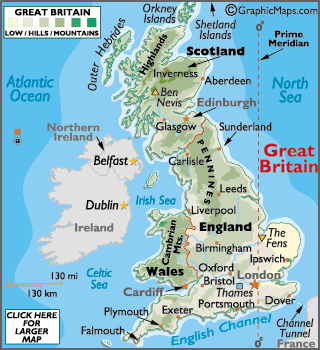 GREAT BRITAIN
LOW / HILLS / MOUNTAINS
Orkney
Islands
©GraphicMaps.com
Shetland
Islands
Prime
Meridian
0°
Outer Hebrides
Highlands
Scotland
Inverness
Aberdeen
Atlantic
Ocean
Ben
Nevis
North
Sea
Edinburgh
Glasgow
Northern
Ireland
Sunderland
Carlisle
Great
Britain
Belfast
PENNINES
Leeds
Dublin
Irish Sea
Liverpool
Ireland
England
Cambrian
Mts.
The
Fens
Birmingham
Ipswich
130 mi
130 km
Celtic
Sea
Wales
Oxford
London
Cardiff
Bristol
Thames
CLICK HERE
FOR
LARGER
MAP
Plymouth
Exeter
Portsmouth
Dover
Falmouth
English Channel
0°
Channel
Tunnel
France